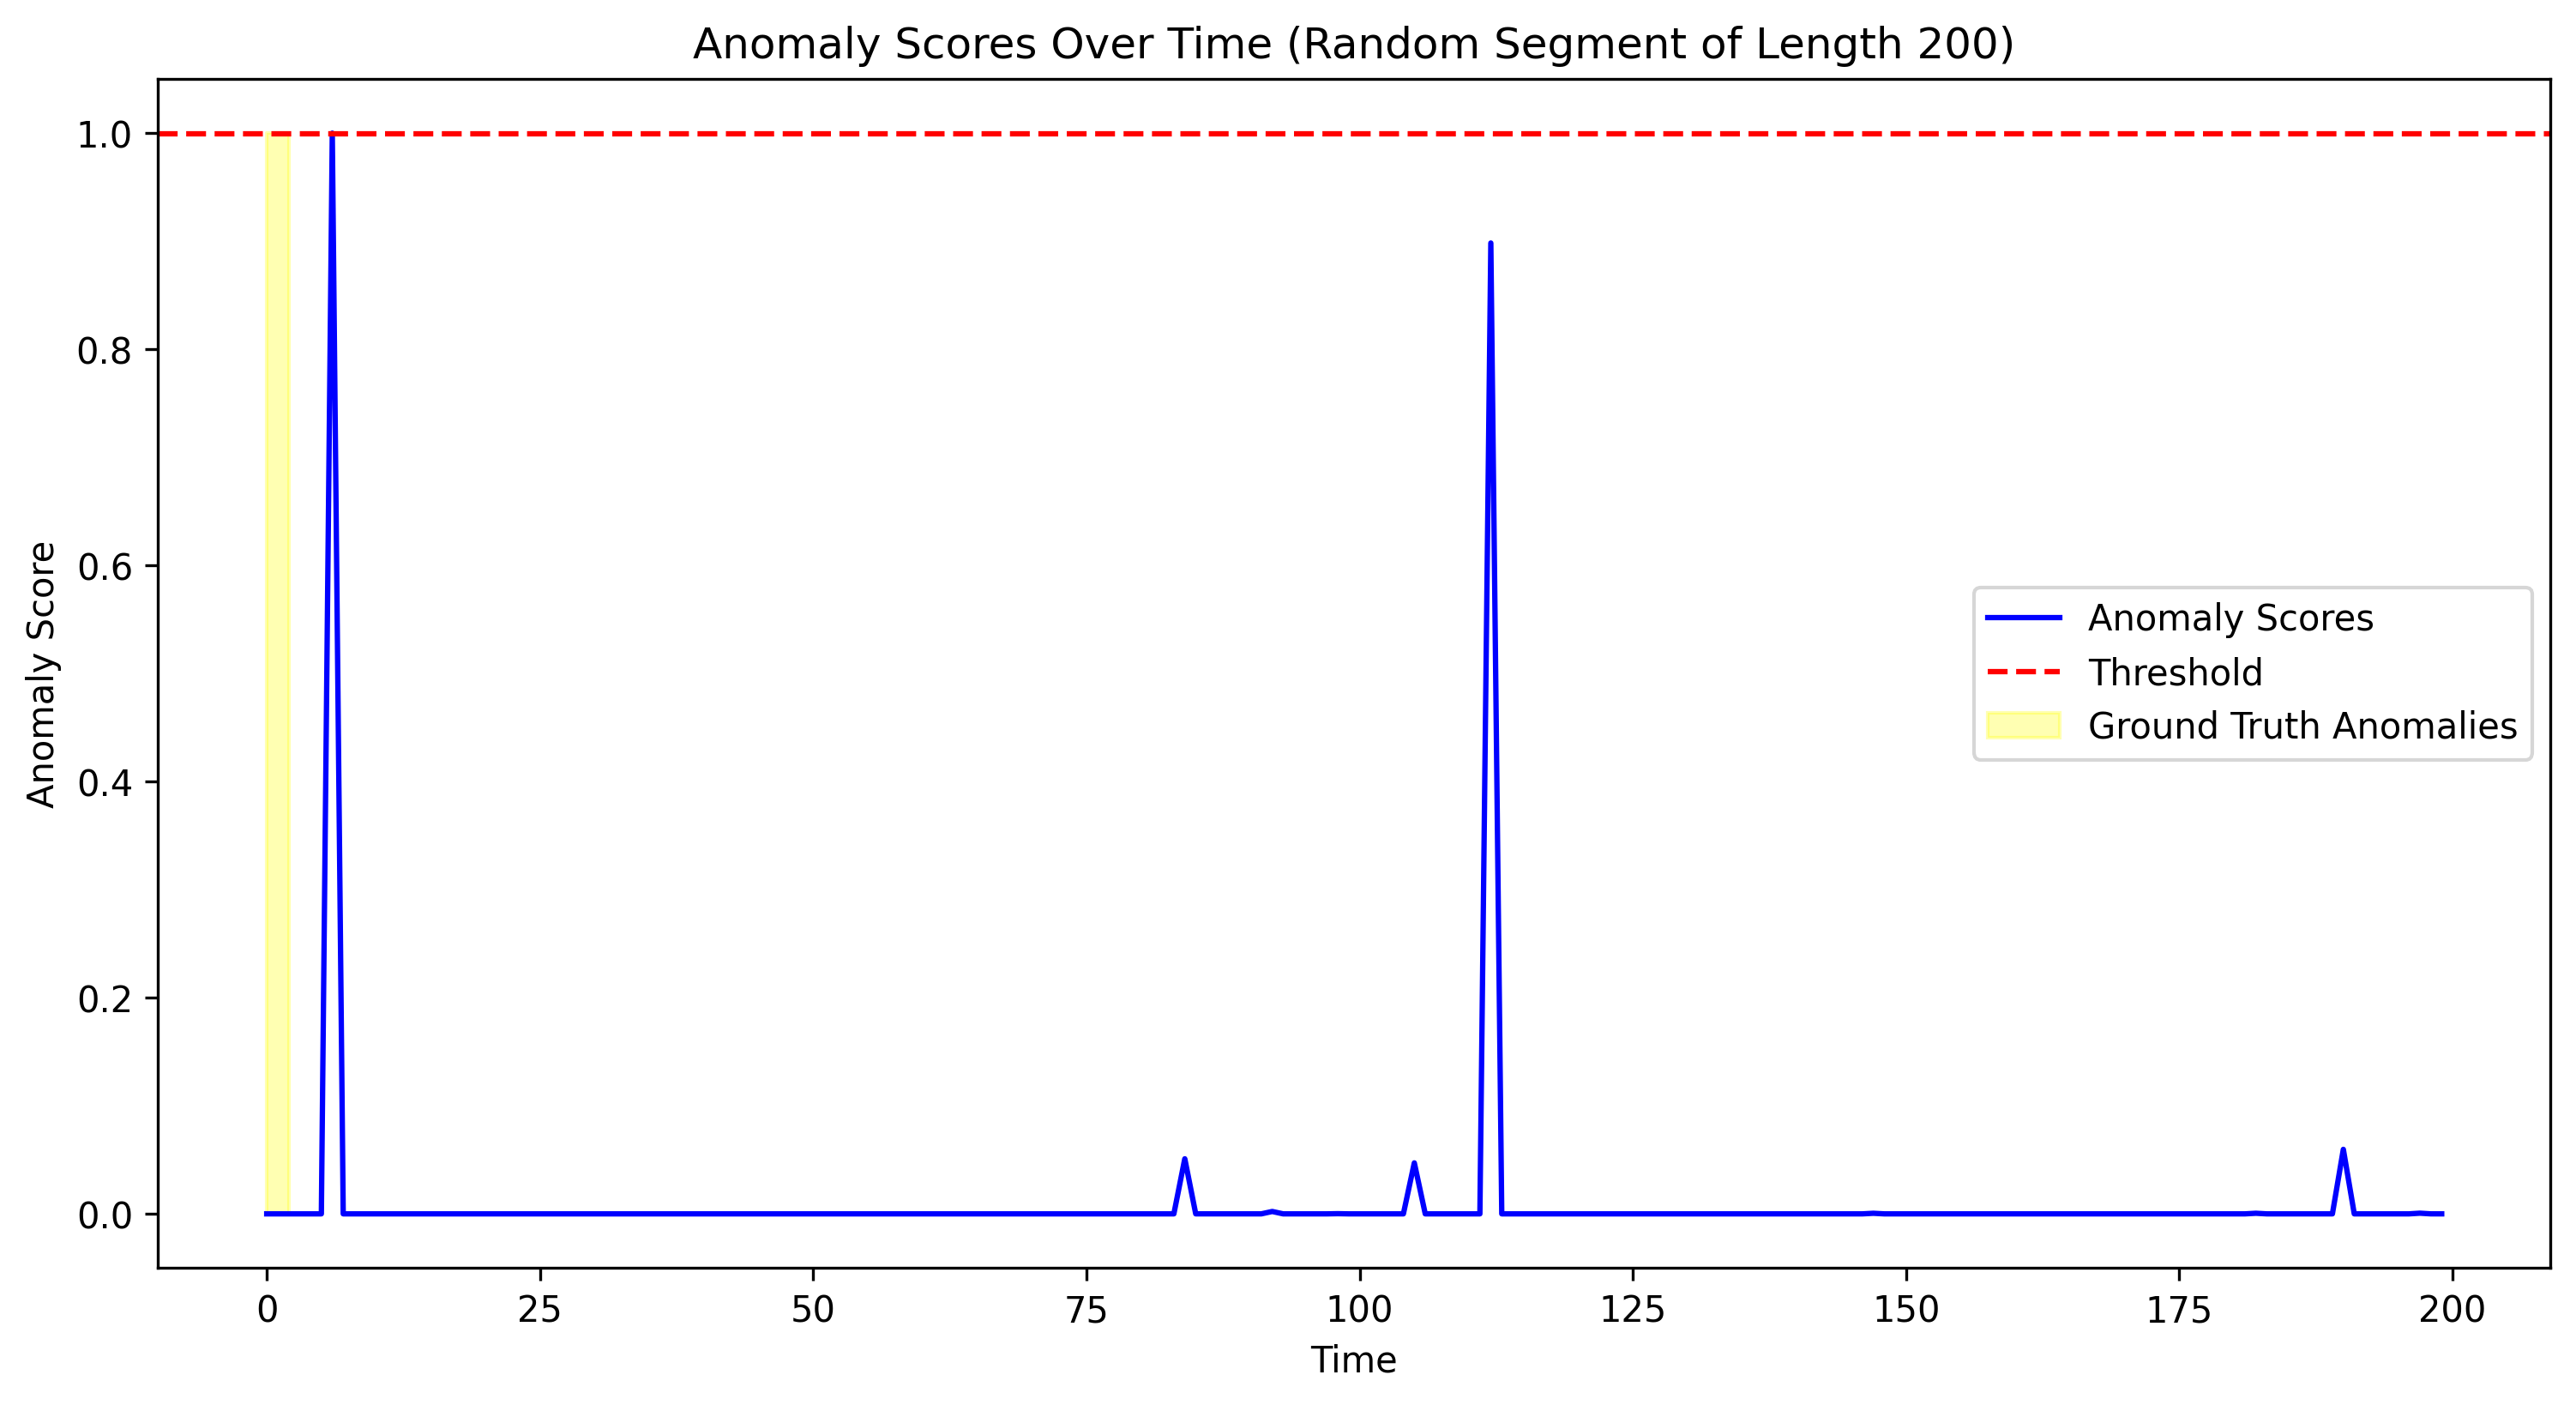 Anomaly Scores Over Time (Random Segment of Length 200)
1.0
0.8
0.6
0.4
0.2
0.0
Anomaly Score
Anomaly Scores
Threshold
Ground Truth Anomalies
0 25 50 75 100 125 150 175 200
Time